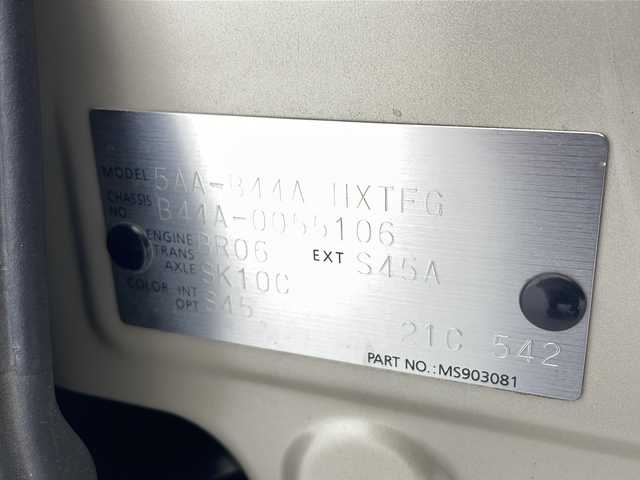 MODEL 5AA-B44A HXTFG
CHASSIS NO. B44A-0055106
ENGINE BR06 EXT S45A
TRANS AXLE SK10C
COLOR INT S45
OPT 21C 542
PART NO.:MS903081